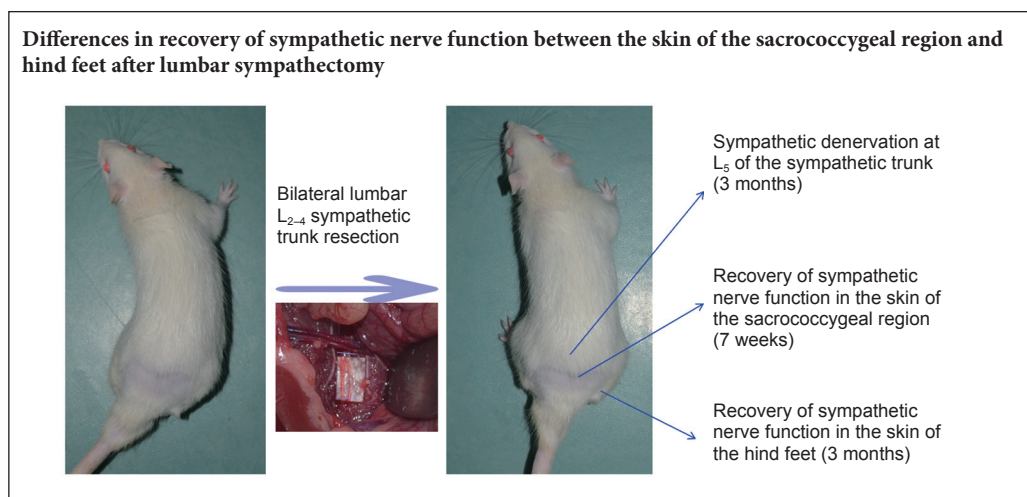 Differences in recovery of sympathetic nerve function between the skin of the sacrococcygeal region and
hind feet after lumbar sympathectomy
Bilateral lumbar
L2–4 sympathetic
trunk resection
Sympathetic denervation at
L5 of the sympathetic trunk
(3 months)
Recovery of sympathetic
nerve function in the skin of
the sacrococcygeal region
(7 weeks)
Recovery of sympathetic
nerve function in the skin of
the hind feet (3 months)